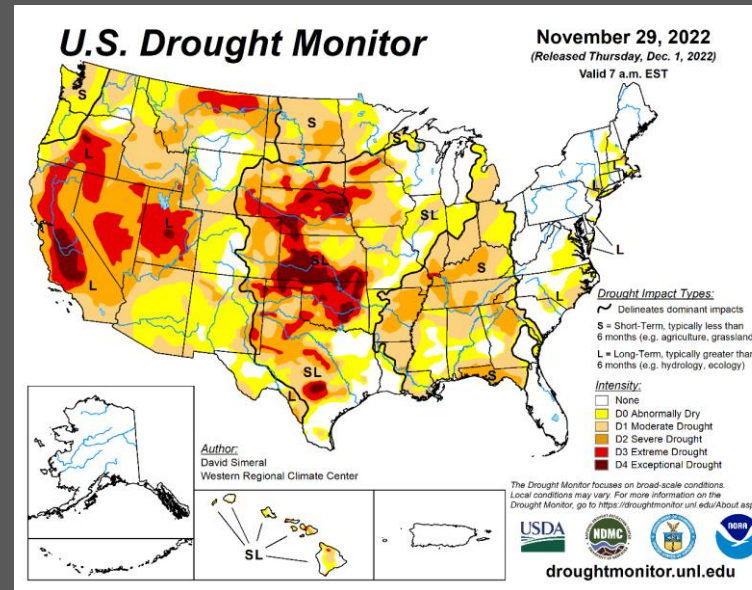 U.S. Drought Monitor
November 29, 2022
(Released Thursday, Dec. 1, 2022)
Valid 7 a.m. EST
S
L
L
L
L
S
S
SL
SL
SL
L
S
S
L
L
L
Drought Impact Types:
Delineates dominant impacts
S = Short-Term, typically less than
6 months (e.g. agriculture, grassland
L = Long-Term, typically greater than
6 months (e.g. hydrology, ecology)
Intensity:
None
D0 Abnormally Dry
D1 Moderate Drought
D2 Severe Drought
D3 Extreme Drought
D4 Exceptional Drought
Author:
David Simeral
Western Regional Climate Center
SL
The Drought Monitor focuses on broad-scale conditions.
Local conditions may vary. For more information on the
Drought Monitor, go to https://droughtmonitor.unl.edu/About.asp
USDA
NDMC
NOAA
droughtmonitor.unl.edu